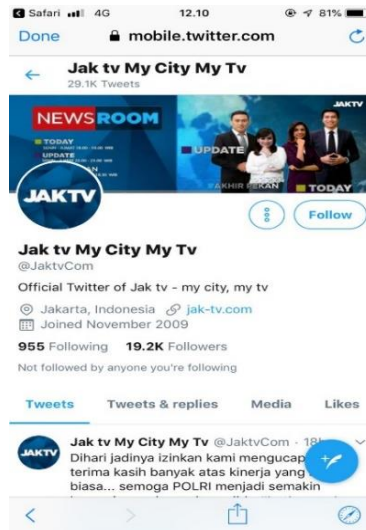 Safari 4G 12.10 81%
Done mobile.twitter.com
Jak tv My City My Tv
29.1K Tweets
JAKTV
NEWSROOM
TODAY
UPDATE
UPDATE
AKHIR PEKAN
TODAY
JAKTV
Follow
Jak tv My City My Tv
@JaktvCom
Official Twitter of Jak tv - my city, my tv
Jakarta, Indonesia jak-tv.com
Joined November 2009
955 Following 19.2K Followers
Not followed by anyone you're following
Tweets Tweets & replies Media Likes
JAKTV
Jak tv My City My Tv @JaktvCom · 18h
Dihari jadinya izinkan kami mengucap
terima kasih banyak atas kinerja yang
biasa... semoga POLRI menjadi semakin